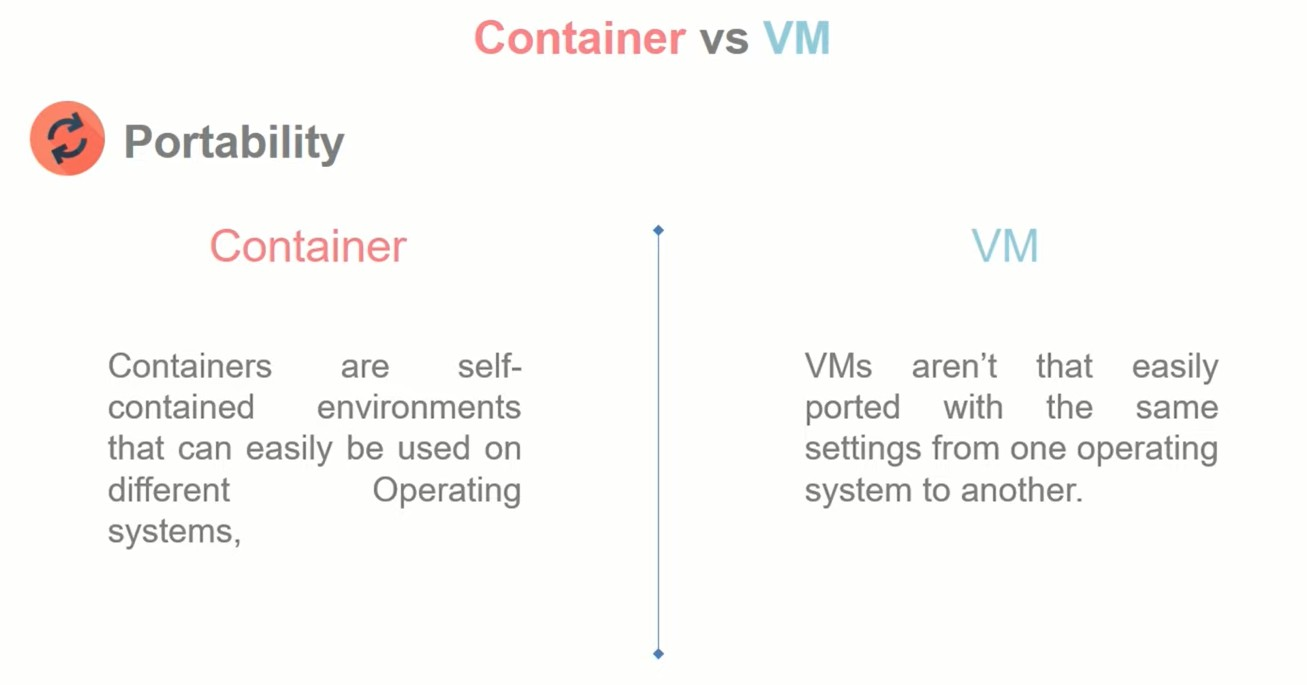 Container vs VM
Portability
Container
Containers are self-
contained environments
that can easily be used on
different Operating
systems,
VM
VMs aren’t that easily
ported with the same
settings from one operating
system to another.